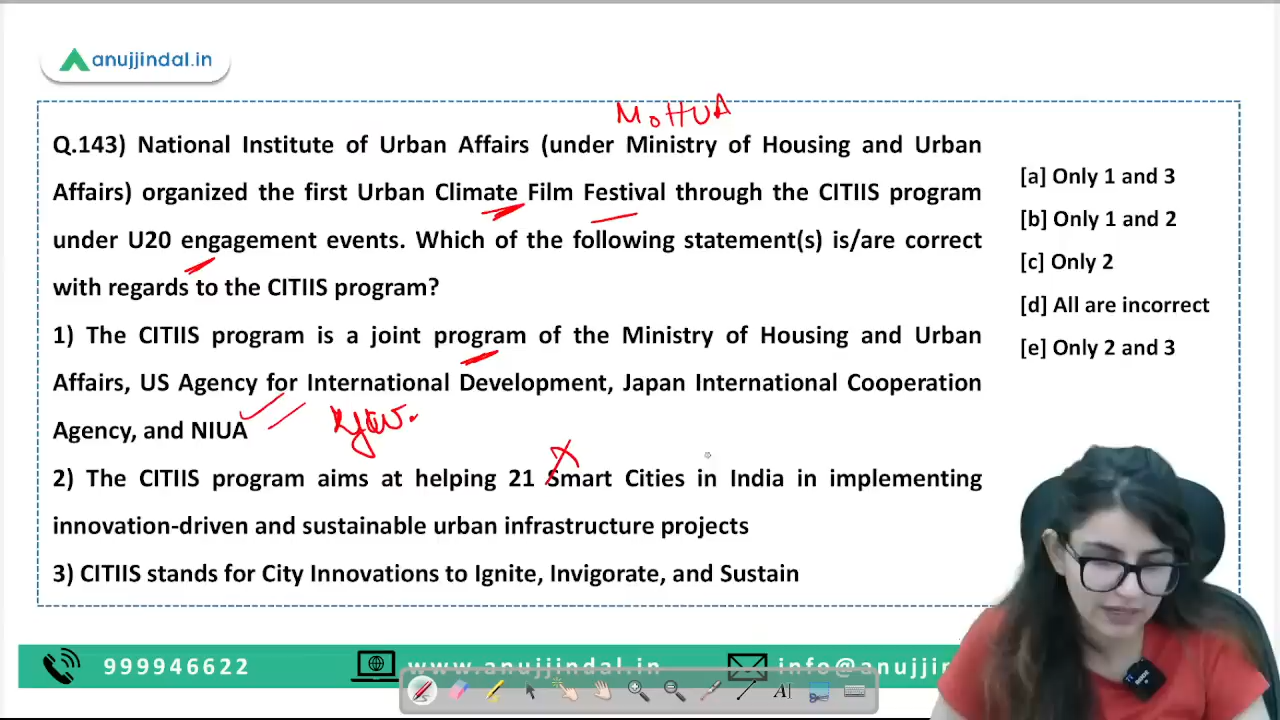 anujjindal.in
MoHUA
Q.143) National Institute of Urban Affairs (under Ministry of Housing and Urban
Affairs) organized the first Urban Climate Film Festival through the CITIIS program
under U20 engagement events. Which of the following statement(s) is/are correct
with regards to the CITIIS program?
1) The CITIIS program is a joint program of the Ministry of Housing and Urban
Affairs, US Agency for International Development, Japan International Cooperation
Agency, and NIUA
2) The CITIIS program aims at helping 21 Smart Cities in India in implementing
innovation-driven and sustainable urban infrastructure projects
3) CITIIS stands for City Innovations to Ignite, Invigorate, and Sustain
[a] Only 1 and 3
[b] Only 1 and 2
[c] Only 2
[d] All are incorrect
[e] Only 2 and 3
999946622
www.anujjindal.in